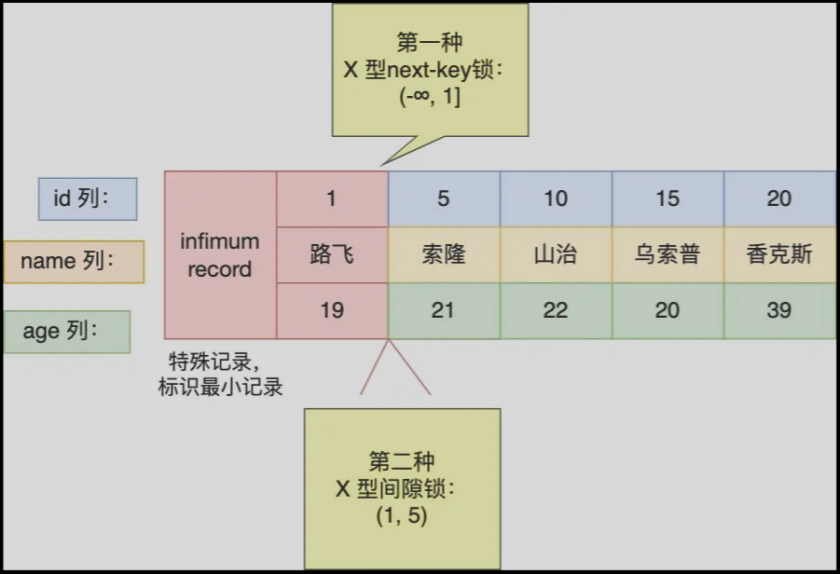 第一种
X 型next-key锁：
(-∞, 1]
id 列：
1
5
10
15
20
infimum
record
name 列：
路飞
索隆
山治
乌索普
香克斯
age 列：
19
21
22
20
39
特殊记录，
标识最小记录
第二种
X 型间隙锁：
(1, 5)